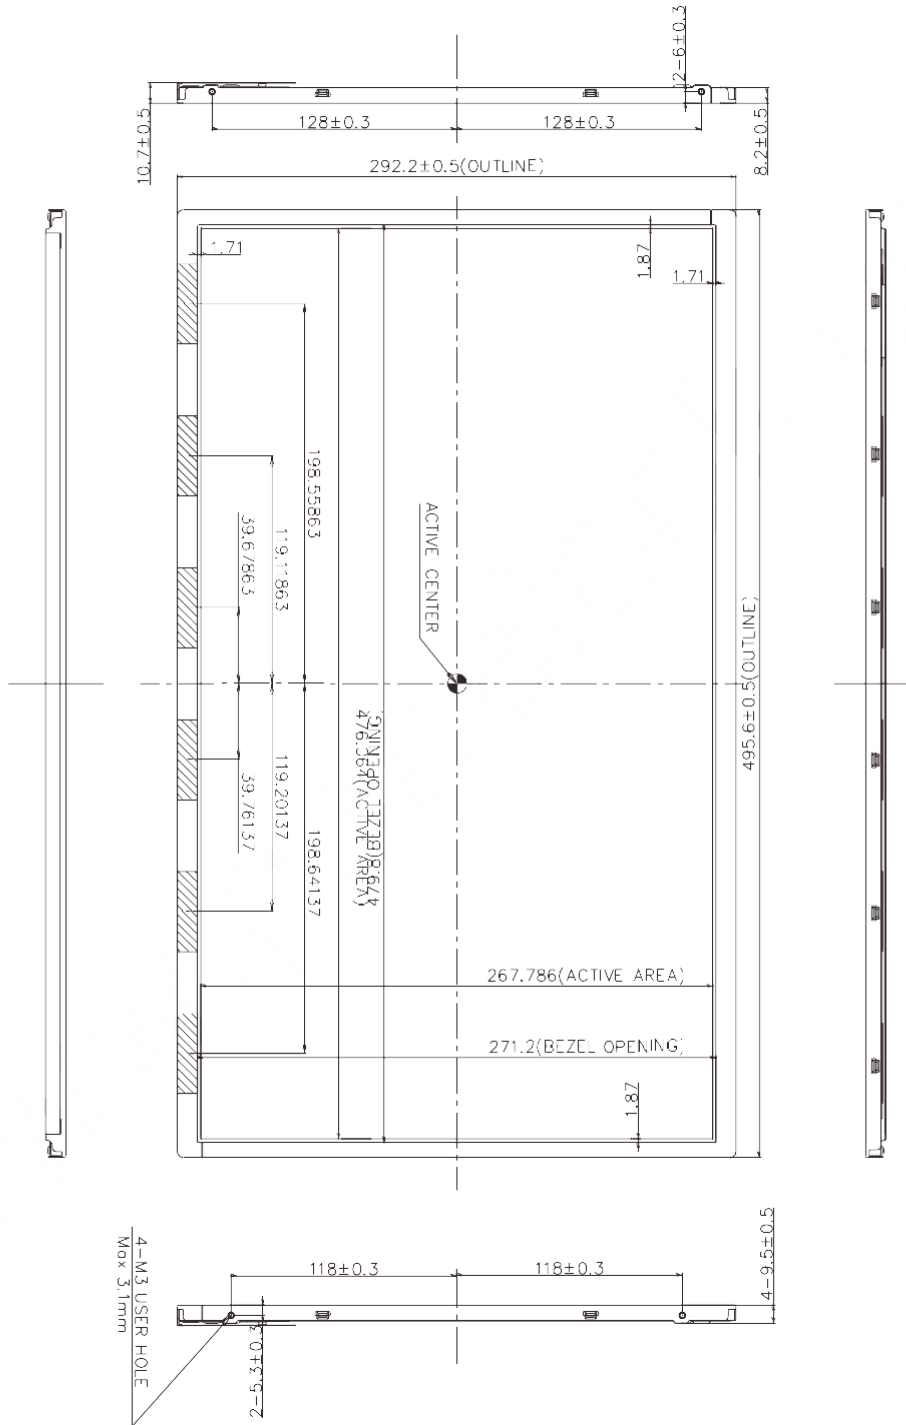 2-6±0.3
128±0.3
128±0.3
10.7±0.5
8.2±0.5
292.2±0.5(OUTLINE)
1.71
1.87
1.71
198.55863
119.11863
39.67863
ACTIVE CENTER
495.6±0.5(OUTLINE)
479.8(BEZEL OPENING)
(ACTIVE AREA)
39.76137
119.20137
198.64137
267.786(ACTIVE AREA)
271.2(BEZEL OPENING)
1.87
118±0.3
118±0.3
4-9.5±0.5
2-5.3±0.3
4-M3 USER HOLE
Max 3.1mm